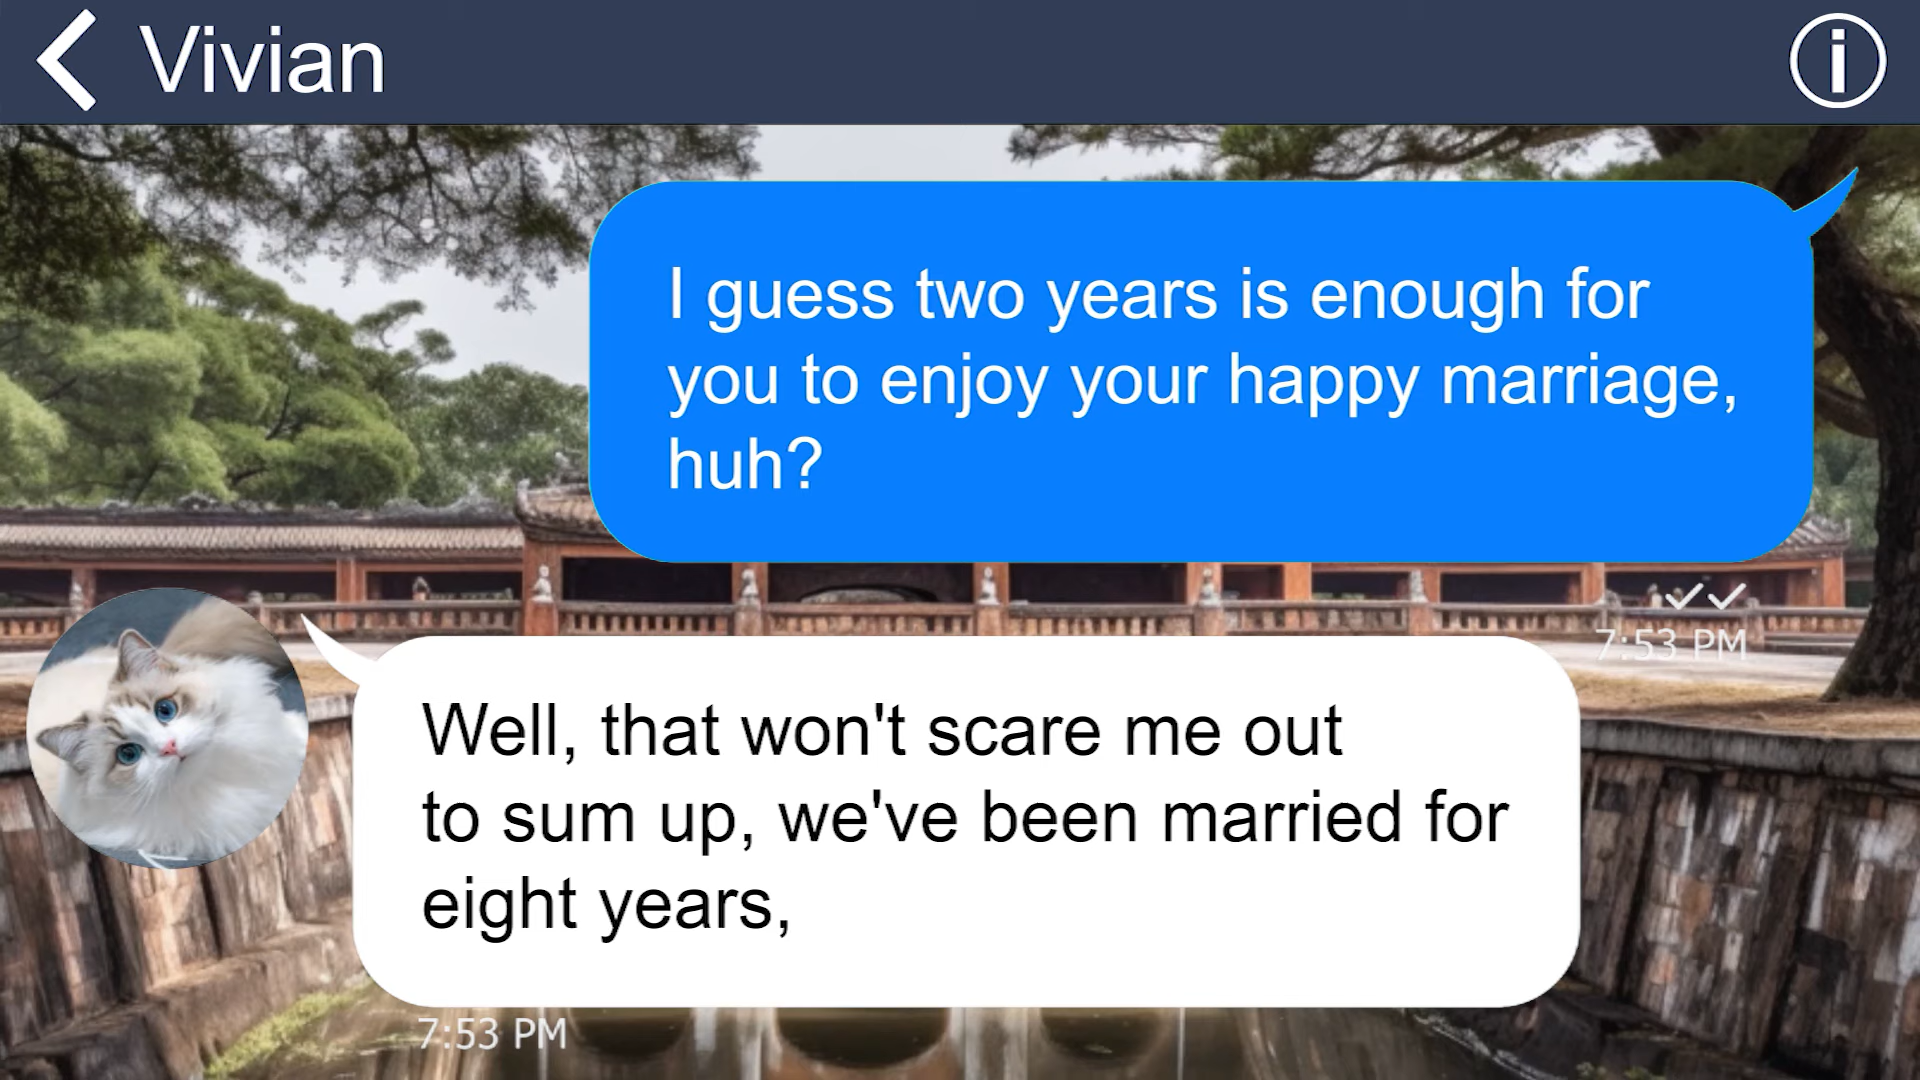 Vivian
I guess two years is enough for
you to enjoy your happy marriage,
huh?
7:53 PM
Well, that won't scare me out
to sum up, we've been married for
eight years,
7:53 PM